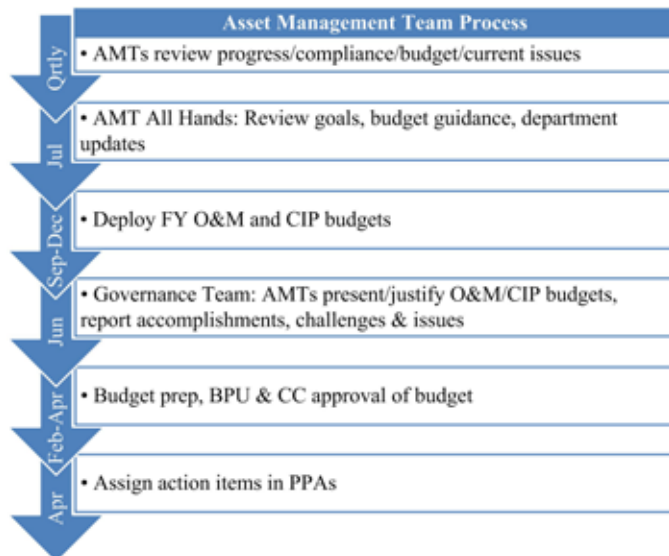 Asset Management Team Process
Qrtly
• AMTs review progress/compliance/budget/current issues
Jul
• AMT All Hands: Review goals, budget guidance, department
updates
Sep-Dec
• Deploy FY O&M and CIP budgets
Jun
• Governance Team: AMTs present/justify O&M/CIP budgets,
report accomplishments, challenges & issues
Feb-Apr
• Budget prep, BPU & CC approval of budget
Apr
• Assign action items in PPAs